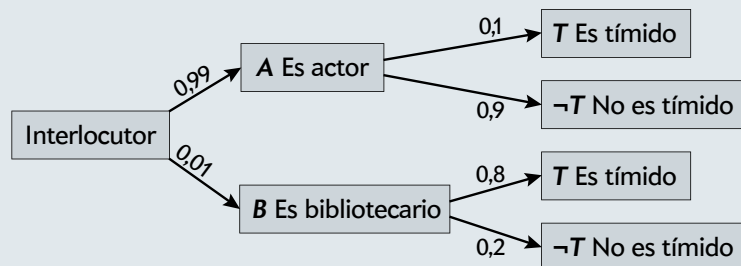 Interlocutor
0,99
A Es actor
0,1
T Es tímido
0,9
¬T No es tímido
0,01
B Es bibliotecario
0,8
T Es tímido
0,2
¬T No es tímido